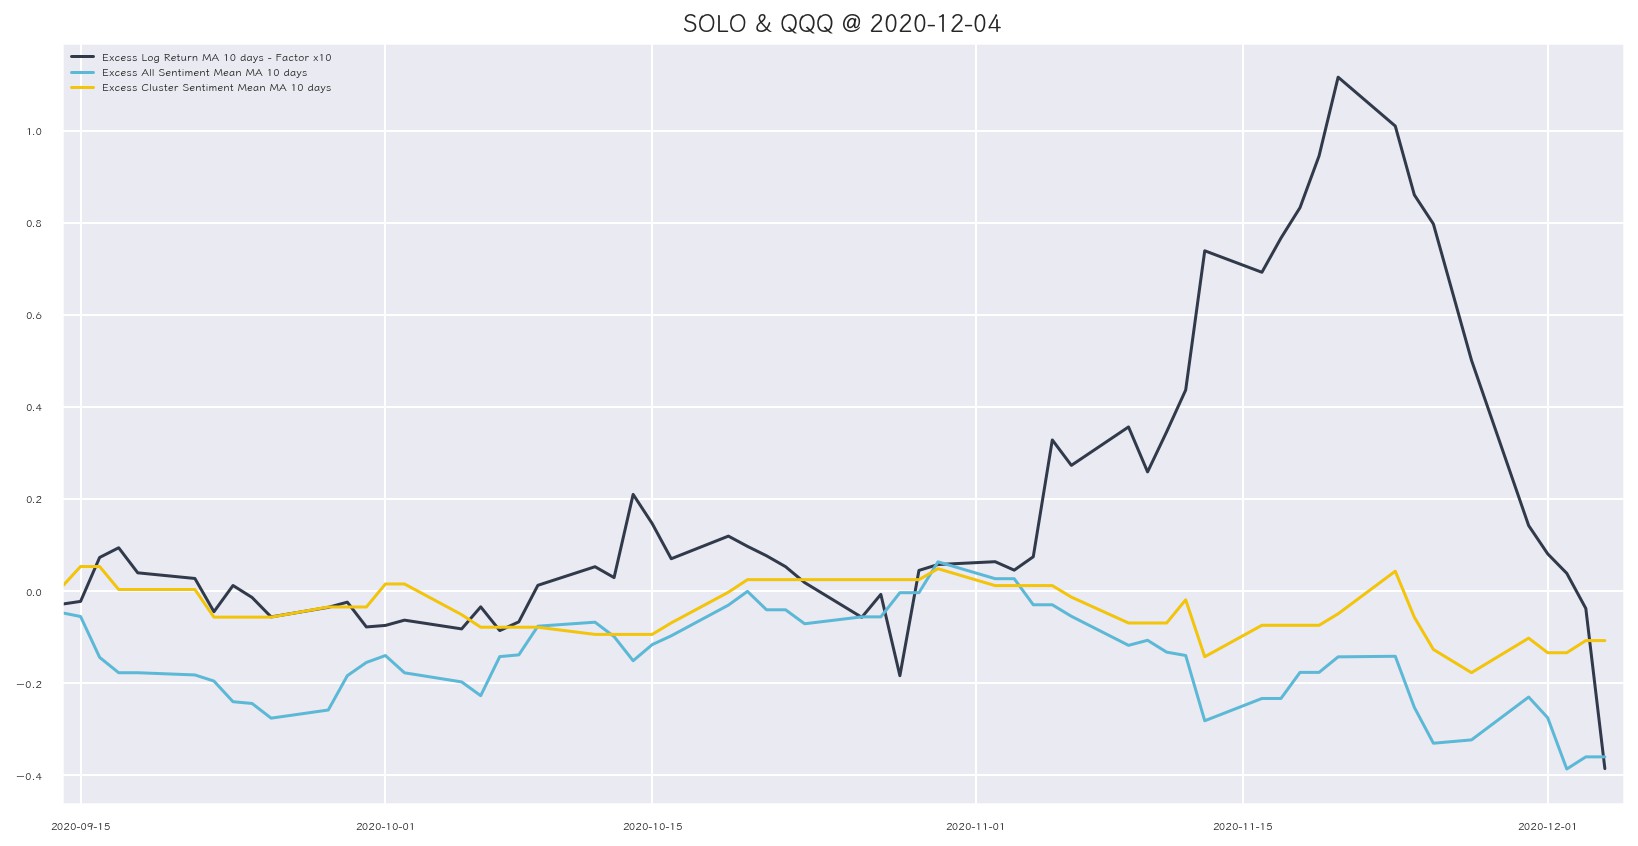 SOLO & QQQ @ 2020-12-04
Excess Log Return MA 10 days - Factor x10
Excess All Sentiment Mean MA 10 days
Excess Cluster Sentiment Mean MA 10 days
1.0
0.8
0.6
0.4
0.2
0.0
−0.2
−0.4
2020-09-15 2020-10-01 2020-10-15 2020-11-01 2020-11-15 2020-12-01